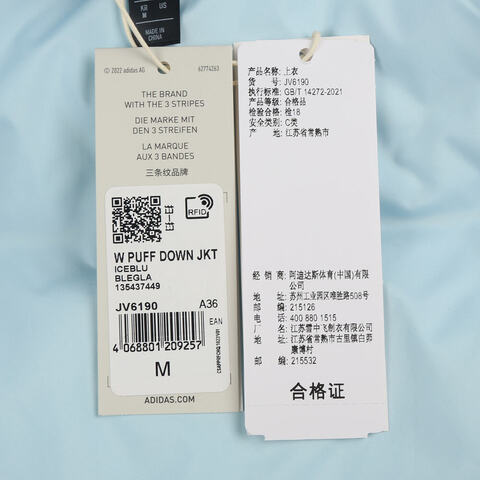 KR
M
MADE IN
CHINA
© 2022 adidas AG
62774263
THE BRAND
WITH THE 3 STRIPES
DIE MARKE MIT
DEN 3 STREIFEN
LA MARQUE
AUX 3 BANDES
三条纹品牌
RFID
W PUFF DOWN JKT
ICEBLU
BLEGLA
135437449
JV6190 A36
EAN
4 068801 209257
M
ADIDAS.COM
产品名称: 上衣
货 号: JV6190
执行标准: GB/T 14272-2021
产品等级: 合格品
检验合格: 检18
安全类别: C类
产 地: 江苏省常熟市
经 销 商: 阿迪达斯体育(中国)有限
公司
地 址: 苏州工业园区唯胜路508号
邮 编: 215126
电 话: 400 880 1515
厂 名: 江苏雪中飞制衣有限公司
地 址: 江苏省常熟市古里镇白茆
康博村
邮 编: 215532
合格证